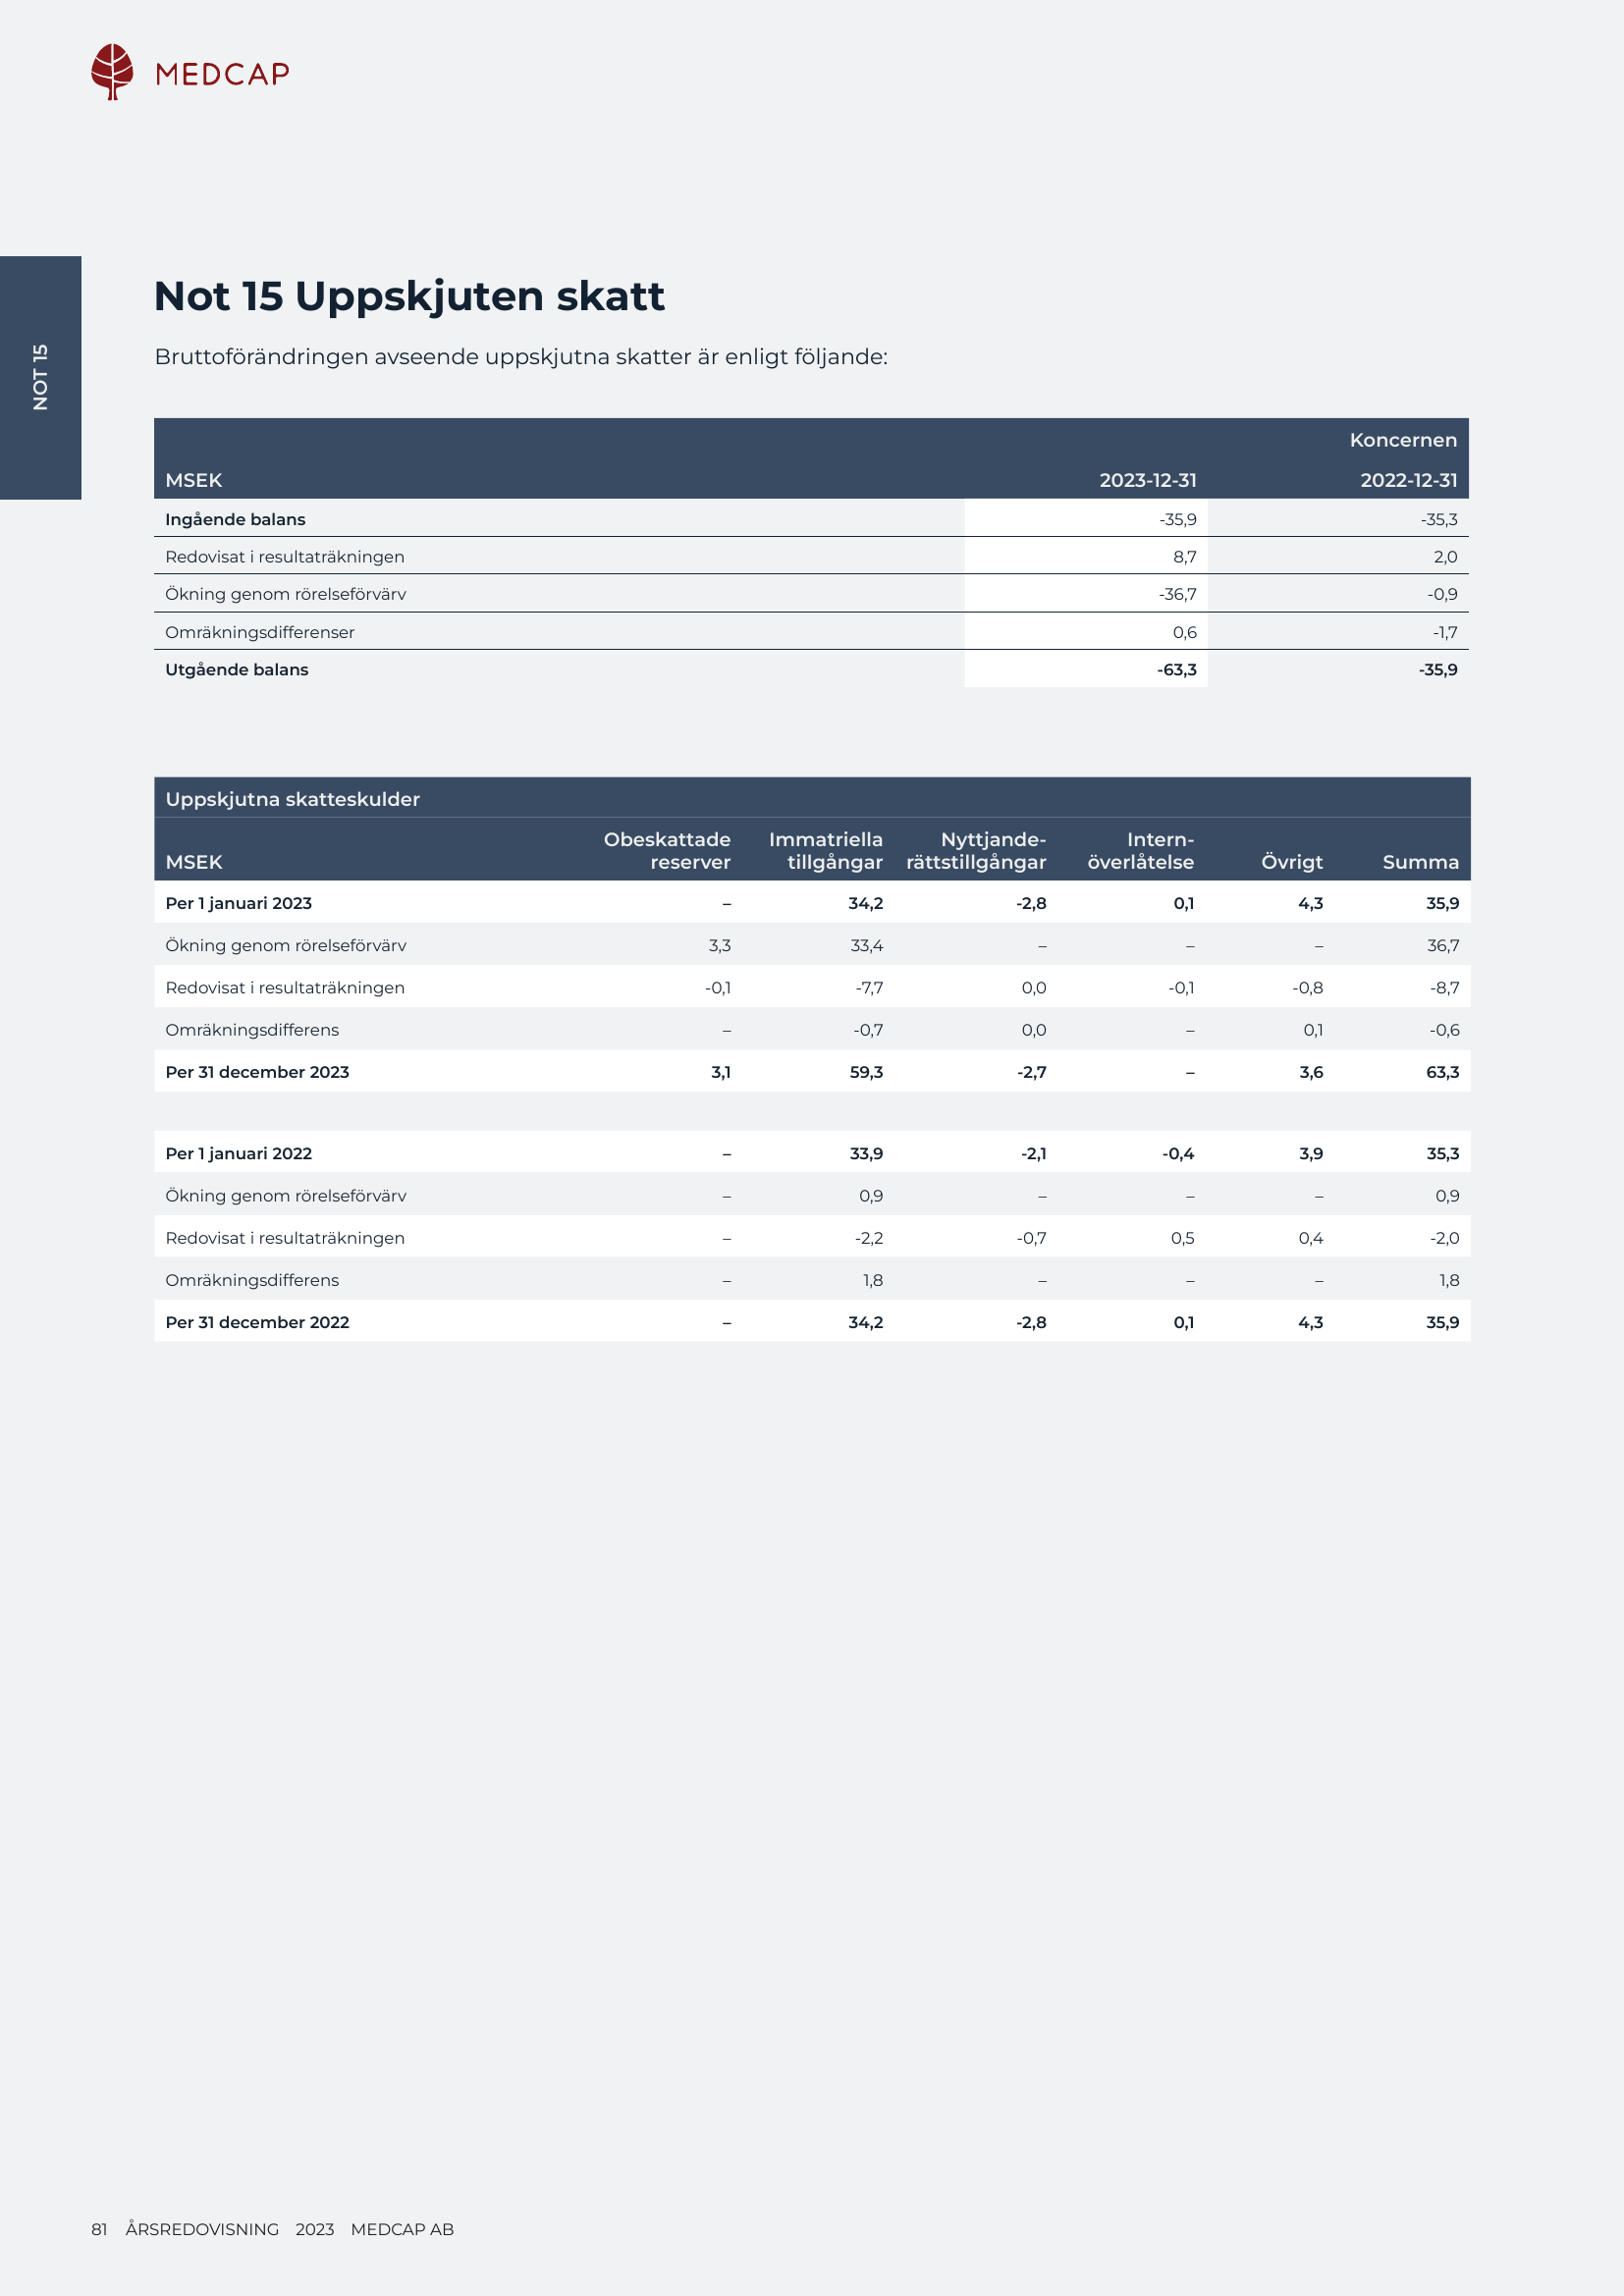 MEDCAP
NOT 15
Not 15 Uppskjuten skatt
Bruttoförändringen avseende uppskjutna skatter är enligt följande:
Koncernen
MSEK 2023-12-31 2022-12-31
Ingående balans -35,9 -35,3
Redovisat i resultaträkningen 8,7 2,0
Ökning genom rörelseförvärv -36,7 -0,9
Omräkningsdifferenser 0,6 -1,7
Utgående balans -63,3 -35,9
Uppskjutna skatteskulder
Obeskattade Immatriella Nyttjande- Intern-
MSEK reserver tillgångar rättstillgångar överlåtelse Övrigt Summa
Per 1 januari 2023 – 34,2 -2,8 0,1 4,3 35,9
Ökning genom rörelseförvärv 3,3 33,4 – – – 36,7
Redovisat i resultaträkningen -0,1 -7,7 0,0 -0,1 -0,8 -8,7
Omräkningsdifferens – -0,7 0,0 – 0,1 -0,6
Per 31 december 2023 3,1 59,3 -2,7 – 3,6 63,3
Per 1 januari 2022 – 33,9 -2,1 -0,4 3,9 35,3
Ökning genom rörelseförvärv – 0,9 – – – 0,9
Redovisat i resultaträkningen – -2,2 -0,7 0,5 0,4 -2,0
Omräkningsdifferens – 1,8 – – – 1,8
Per 31 december 2022 – 34,2 -2,8 0,1 4,3 35,9
81 ÅRSREDOVISNING 2023 MEDCAP AB